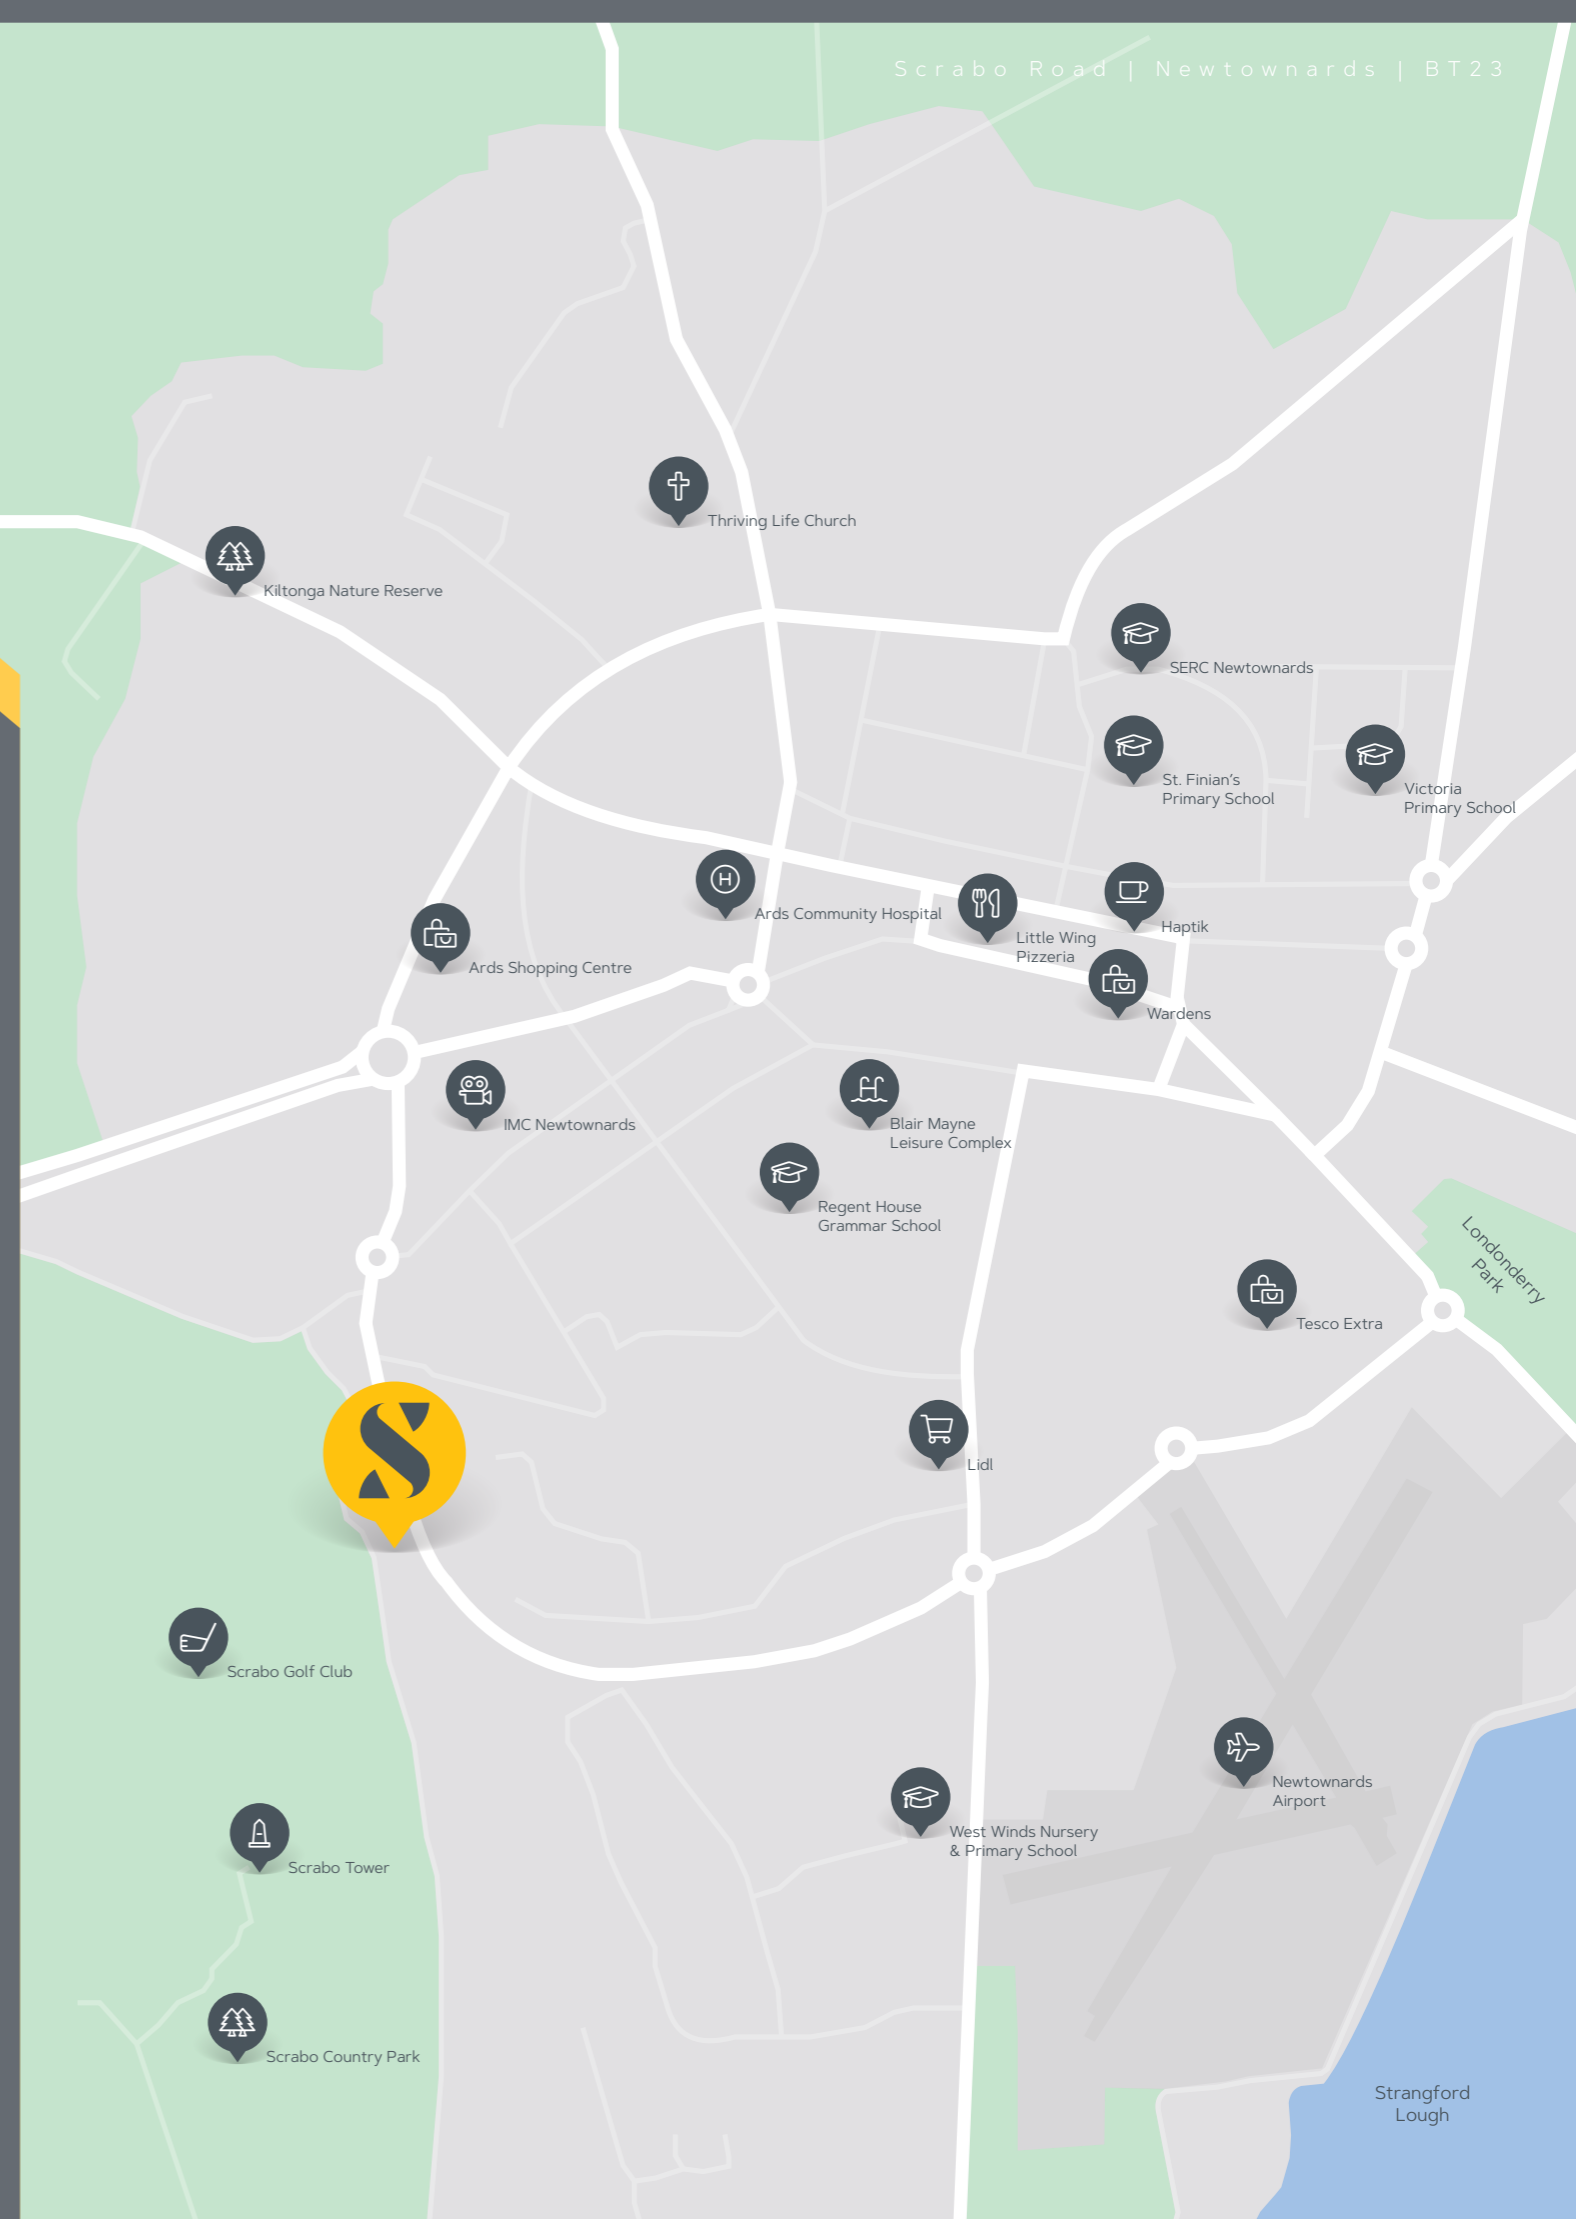 Scrabo Road | Newtownards | BT23
Thriving Life Church
Kiltonga Nature Reserve
SERC Newtownards
St. Finian's
Primary School
Victoria
Primary School
H
Ards Community Hospital
Little Wing
Pizzeria
Haptik
Ards Shopping Centre
Wardens
IMC Newtownards
Blair Mayne
Leisure Complex
Regent House
Grammar School
Londonderry
Park
Tesco Extra
S
Lidl
Scrabo Golf Club
Newtownards
Airport
West Winds Nursery
& Primary School
Scrabo Tower
Scrabo Country Park
Strangford
Lough